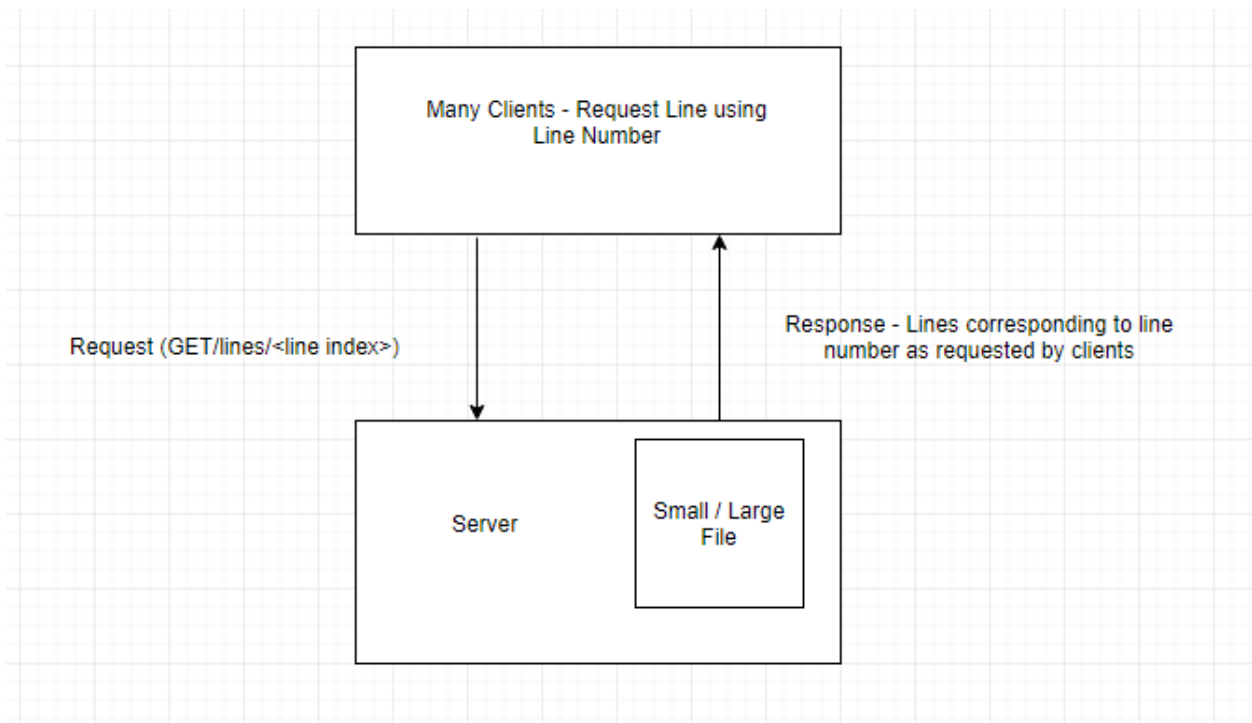 Many Clients - Request Line using
Line Number
Request (GET/lines/<line index>)
Response - Lines corresponding to line
number as requested by clients
Server
Small / Large
File